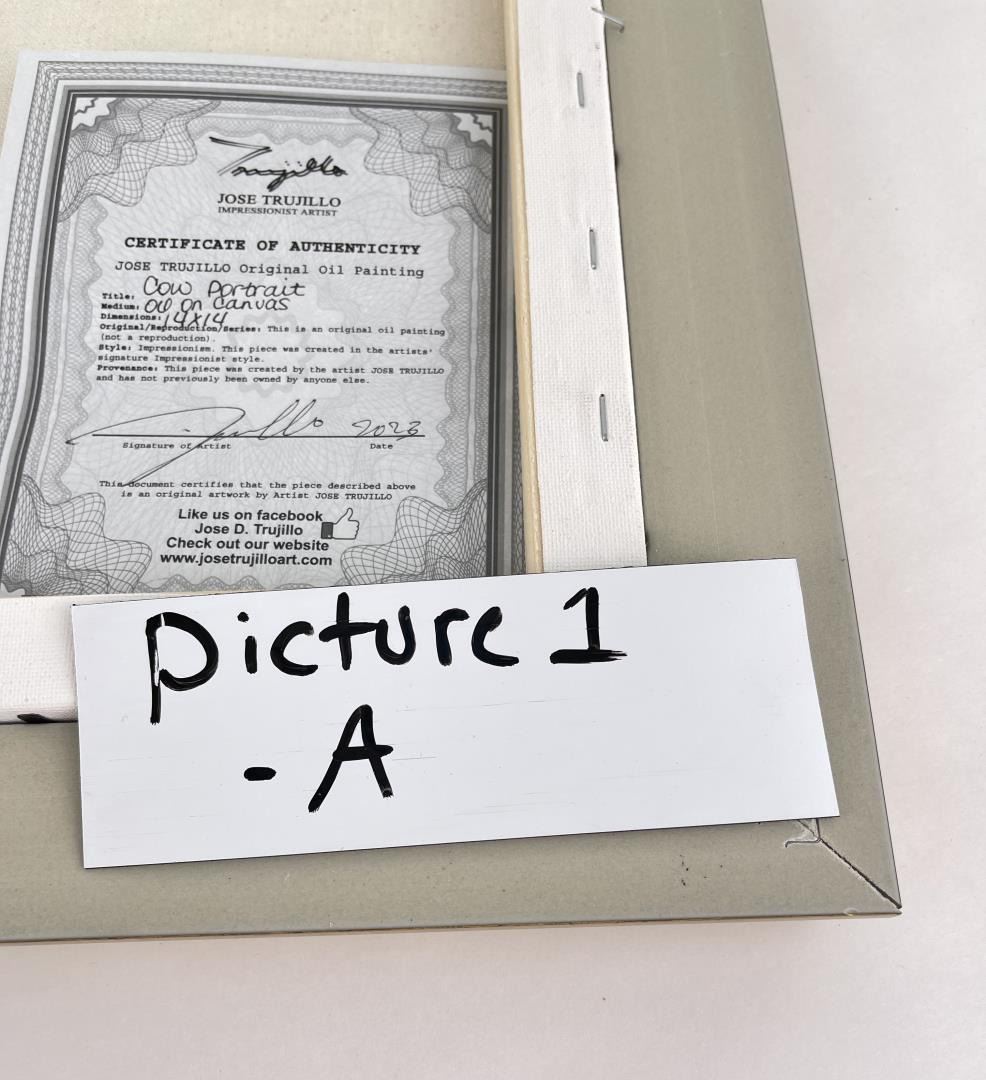 Trujillo
JOSE TRUJILLO
IMPRESSIONIST ARTIST
CERTIFICATE OF AUTHENTICITY
JOSE TRUJILLO Original Oil Painting
Title: Cow Portrait
Medium: Oil on Canvas
Dimensions: 14x14
Original/Reproduction/Series: This is an original oil painting
(not a reproduction).
Style: Impressionism. This piece was created in the artists'
signature Impressionist style.
Provenance: This piece was created by the artist JOSE TRUJILLO
and has not previously been owned by anyone else.
2023
Signature of Artist Date
This document certifies that the piece described above
is an original artwork by Artist JOSE TRUJILLO
Like us on facebook
Jose D. Trujillo
Check out our website
www.josetrujilloart.com
picture 1
- A